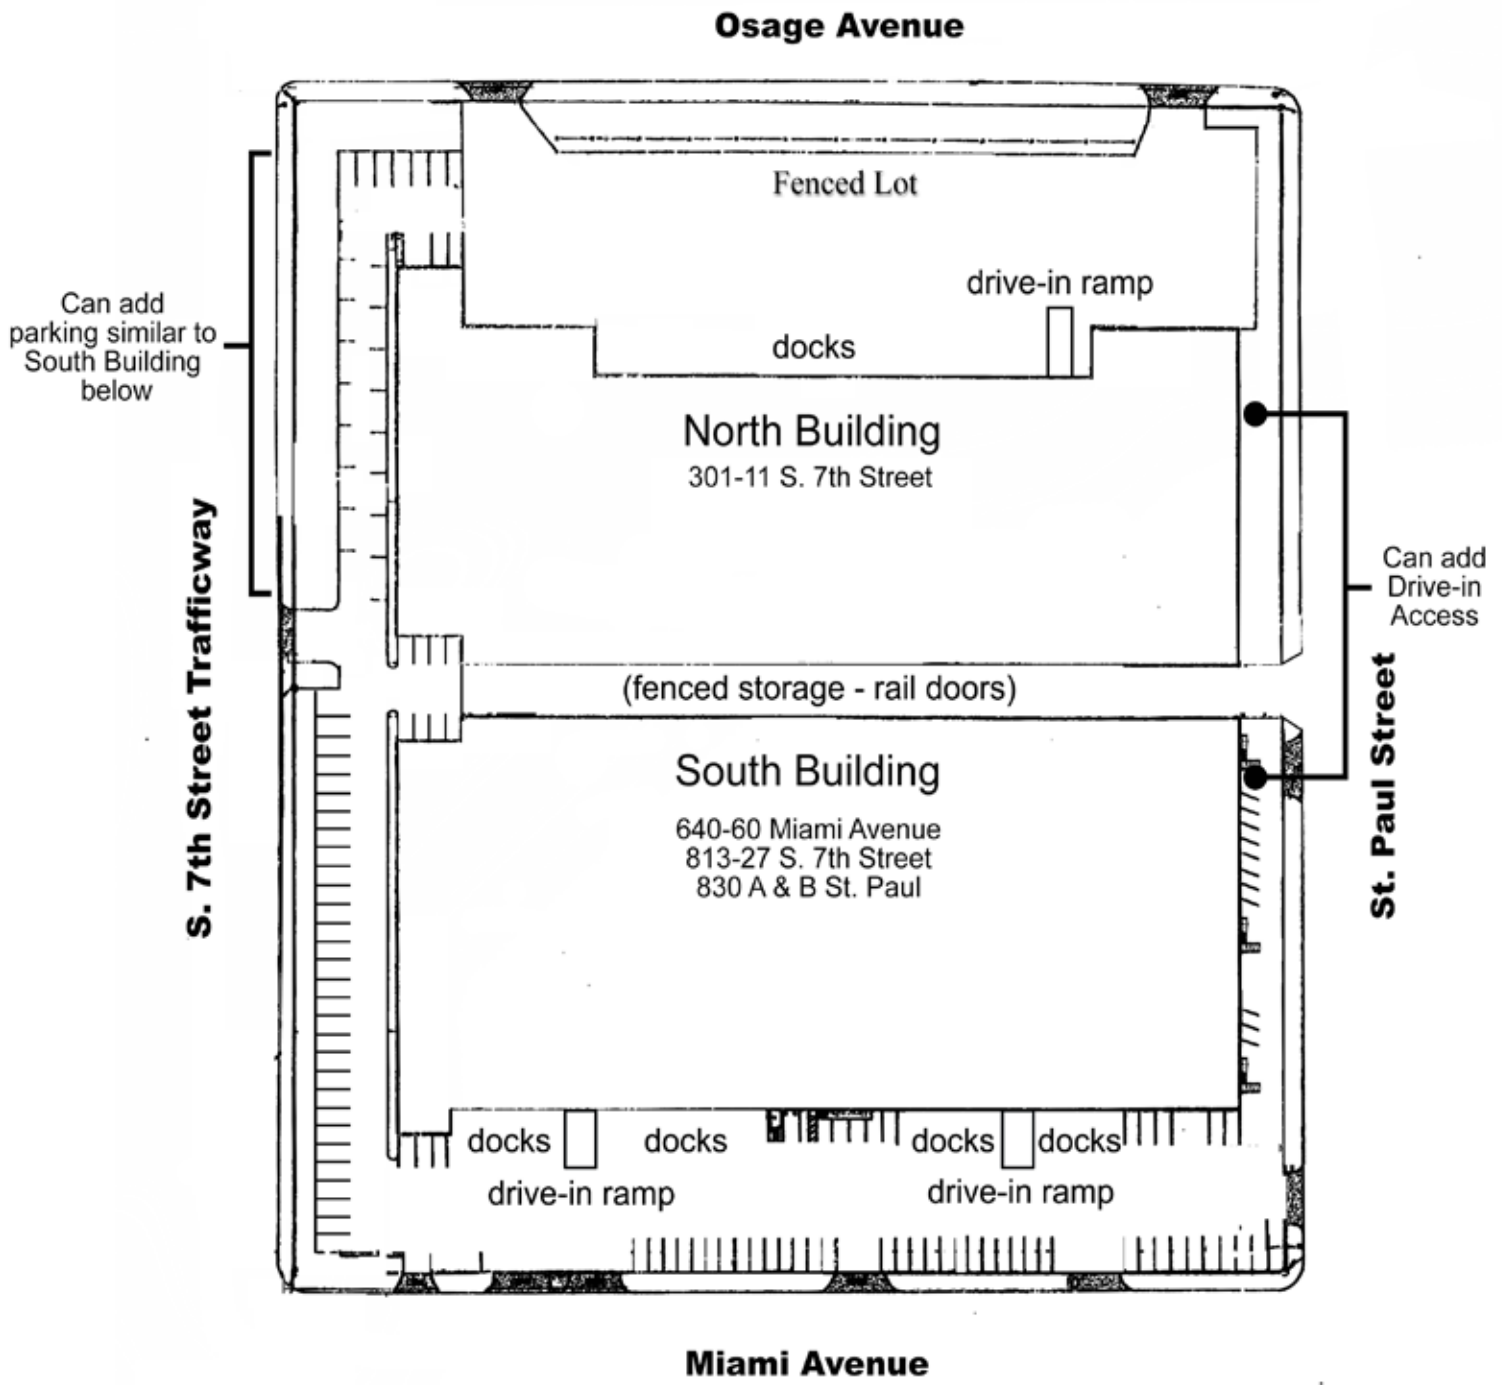 Osage Avenue
Fenced Lot
drive-in ramp
docks
Can add
parking similar to
South Building
below
North Building
301-11 S. 7th Street
S. 7th Street Trafficway
Can add
Drive-in
Access
(fenced storage - rail doors)
St. Paul Street
South Building
640-60 Miami Avenue
813-27 S. 7th Street
830 A & B St. Paul
docks
docks
docks
docks
drive-in ramp
drive-in ramp
Miami Avenue